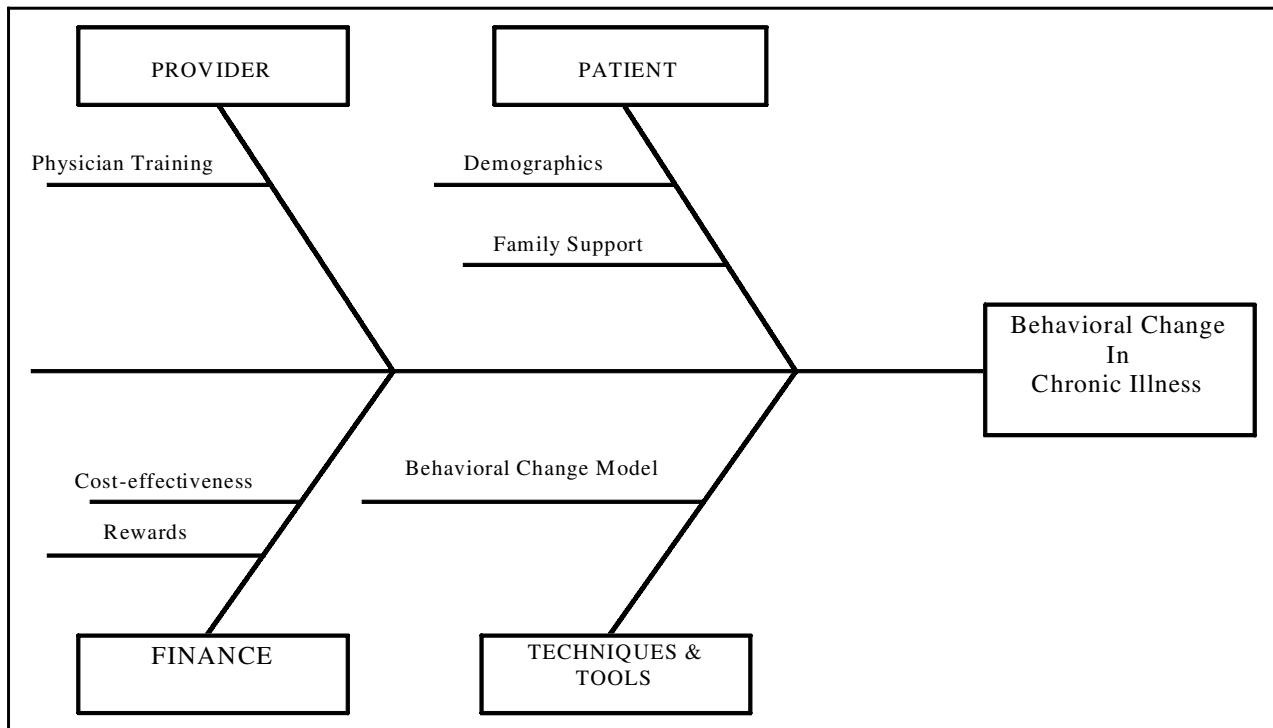 PROVIDER
PATIENT
Physician Training
Demographics
Family Support
Behavioral Change
In
Chronic Illness
Cost-effectiveness
Behavioral Change Model
Rewards
FINANCE
TECHNIQUES &
TOOLS